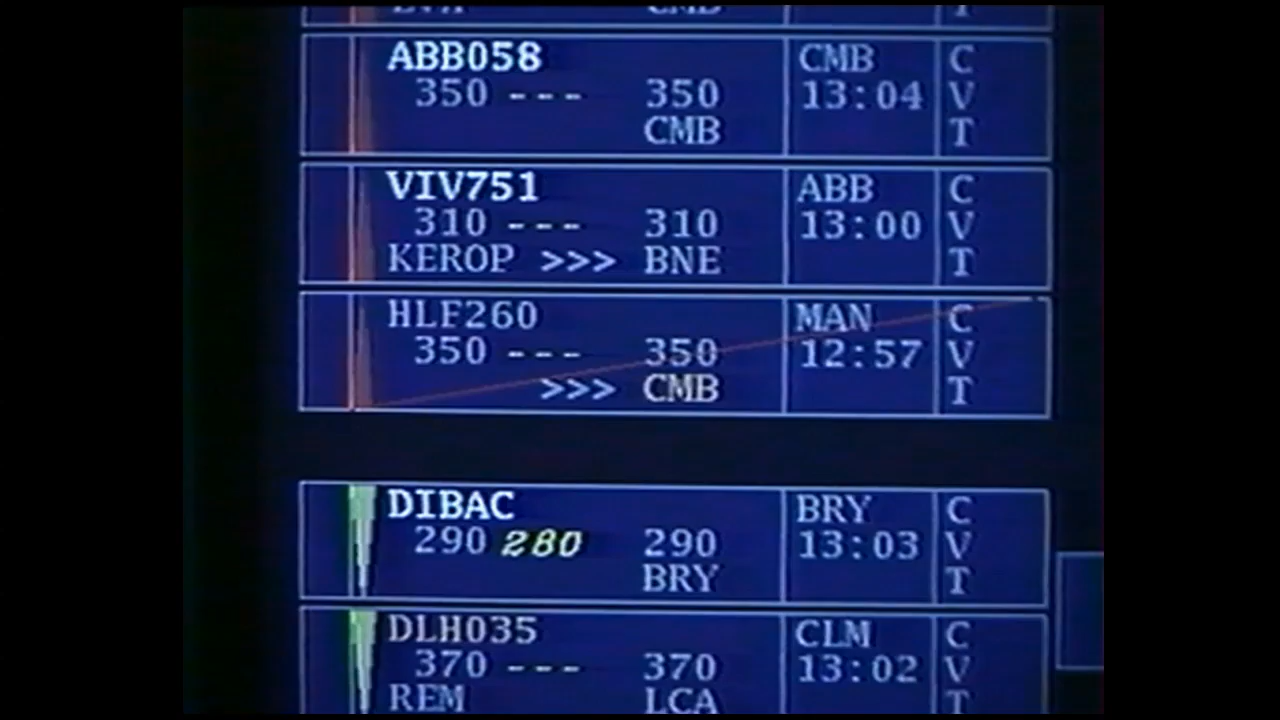 CMB T
ABB058 CMB C
350 --- 350 13:04 V
CMB T
VIV751 ABB C
310 --- 310 13:00 V
KEROP >>> BNE T
HLF260 MAN C
350 --- 350 12:57 V
>>> CMB T
DIBAC BRY C
290 280 290 13:03 V
BRY T
DLH035 CLM C
370 --- 370 13:02 V
REM LCA T